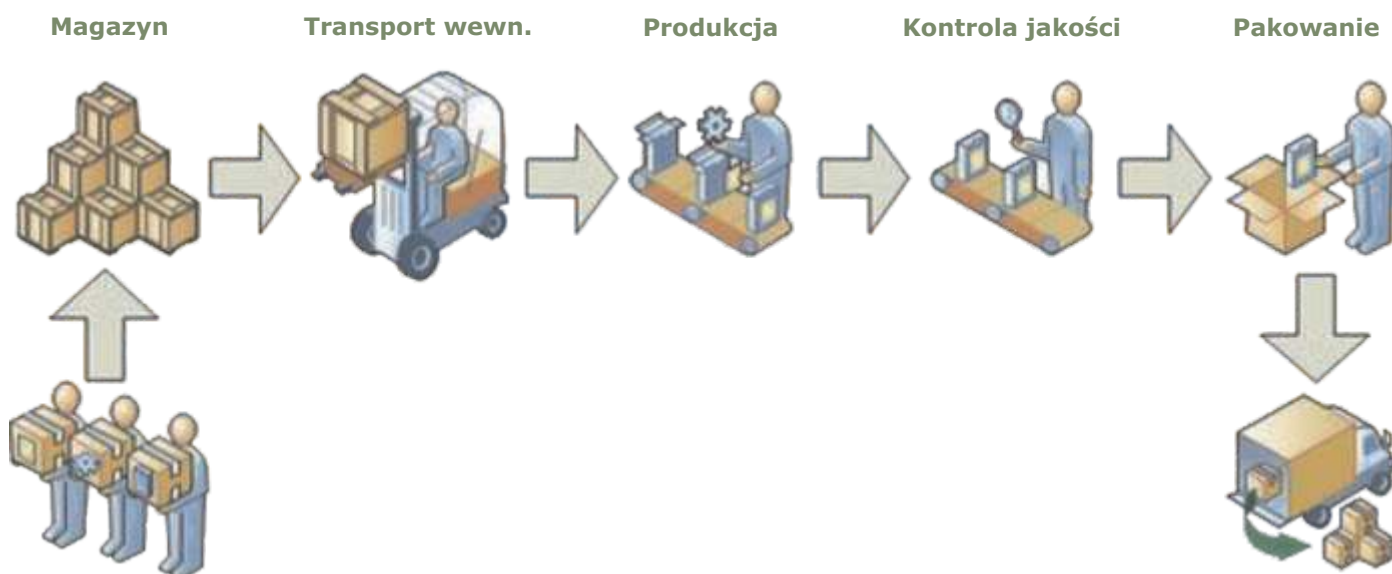 Magazyn
Transport wewn.
Produkcja
Kontrola jakości
Pakowanie